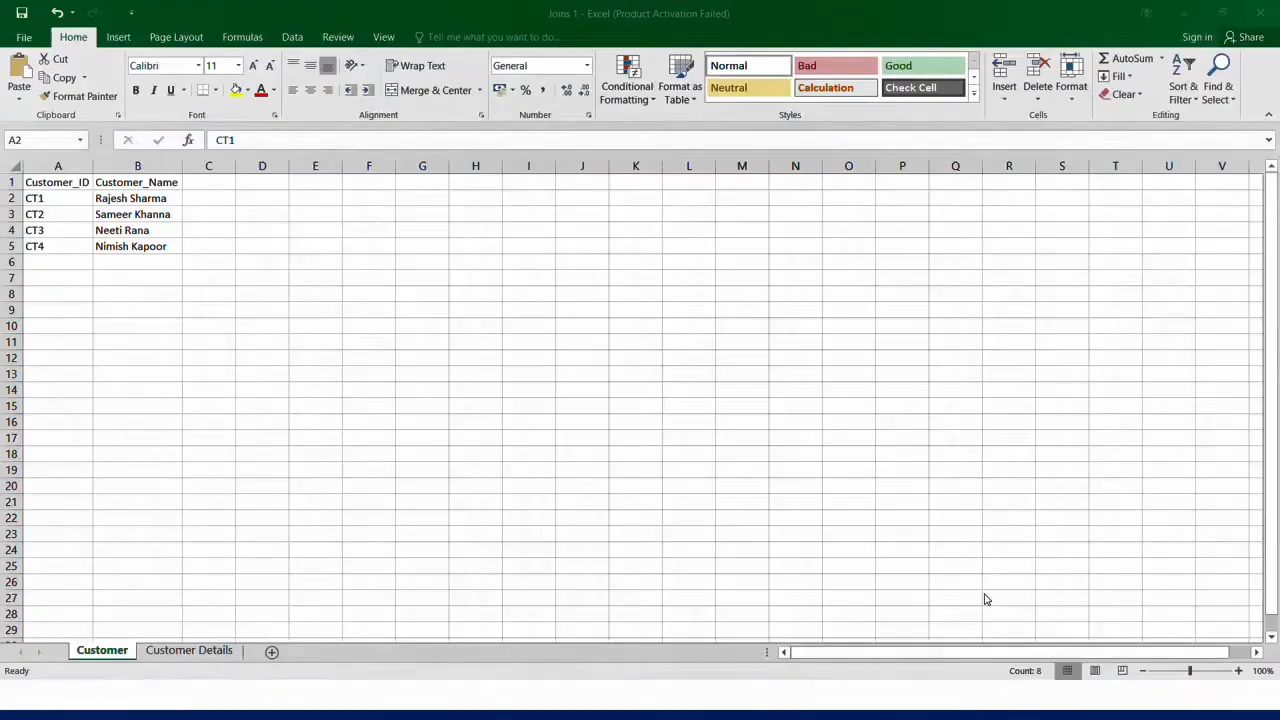 Joins 1 - Excel (Product Activation Failed)
File Home Insert Page Layout Formulas Data Review View Tell me what you want to do... Sign in Share
Paste Cut Copy Format Painter Clipboard
Calibri 11 A A B I U A Font
Wrap Text Merge & Center Alignment
General % , Number
Conditional Formatting Format as Table Normal Bad Good Neutral Calculation Check Cell Styles
Insert Delete Format Cells
AutoSum Fill Clear Sort & Filter Find & Select Editing
A2 fx CT1
A B C D E F G H I J K L M N O P Q R S T U V
1 Customer_ID Customer_Name
2 CT1 Rajesh Sharma
3 CT2 Sameer Khanna
4 CT3 Neeti Rana
5 CT4 Nimish Kapoor
6
7
8
9
10
11
12
13
14
15
16
17
18
19
20
21
22
23
24
25
26
27
28
29
Customer Customer Details
Ready Count: 8 100%